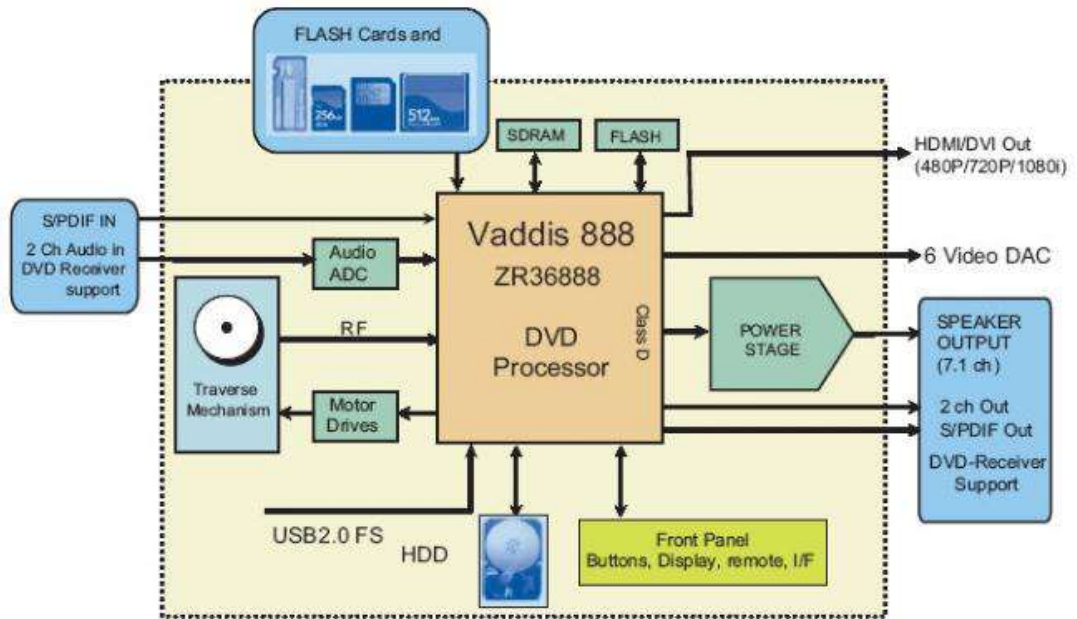 FLASH Cards and
512
SDRAM
FLASH
HDMI/DVI Out
(480P/720P/1080i)
S/PDIF IN
2 Ch Audio in
DVD Receiver
support
Audio
ADC
Vaddis 888
ZR36888
DVD
Processor
Class D
6 Video DAC
POWER
STAGE
SPEAKER
OUTPUT
(7.1 ch)
2 ch Out
S/PDIF Out
DVD-Receiver
Support
RF
Traverse
Mechanism
Motor
Drives
USB2.0 FS
HDD
Front Panel
Buttons, Display, remote, I/F